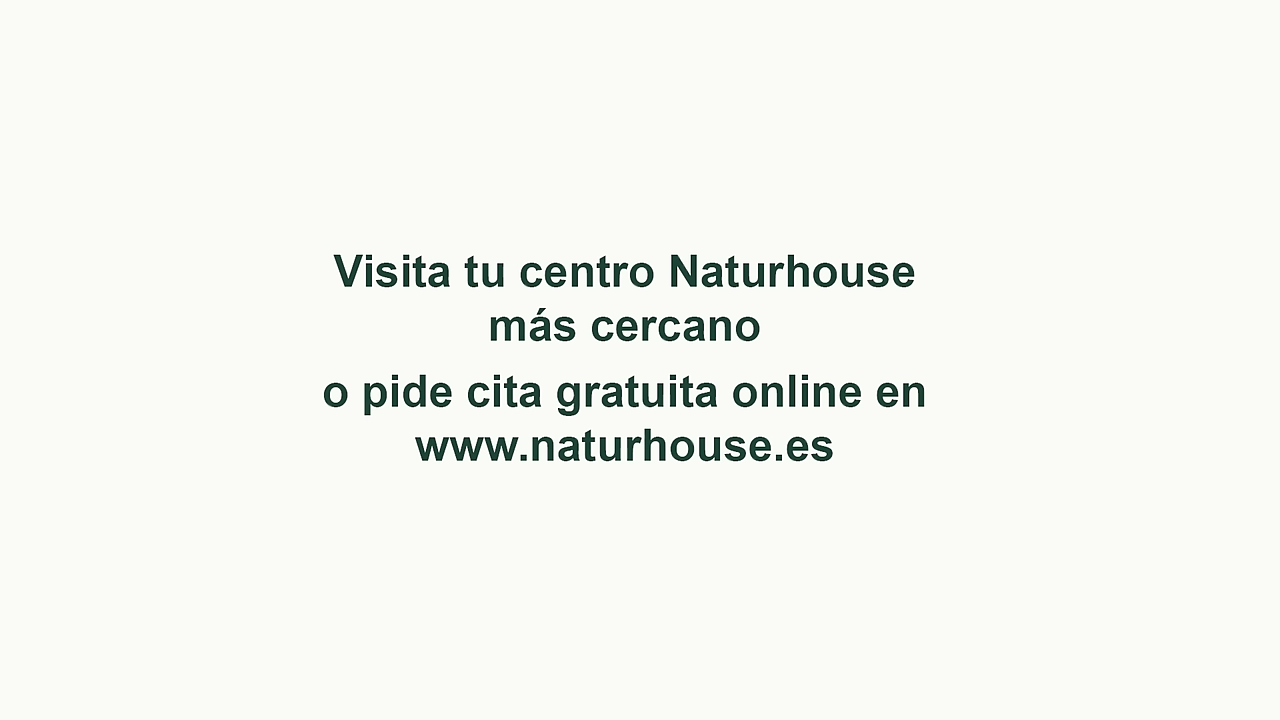 Visita tu centro Naturhouse
más cercano
o pide cita gratuita online en
www.naturhouse.es